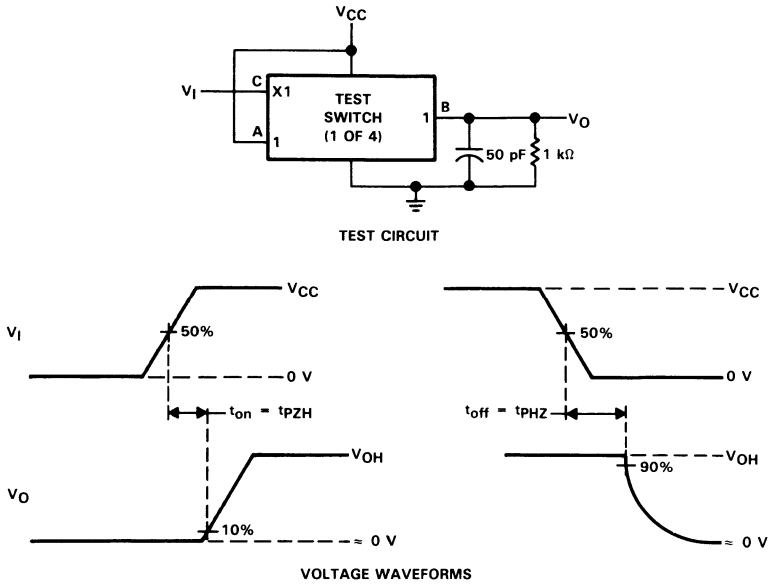 VCC
VI
C
X1
TEST
SWITCH
(1 OF 4)
A
1
1
B
VO
50 pF
1 kΩ
TEST CIRCUIT
VI
VCC
50%
0 V
ton = tPZH
VO
VOH
10%
≈ 0 V
VCC
50%
0 V
toff = tPHZ
VOH
90%
≈ 0 V
VOLTAGE WAVEFORMS